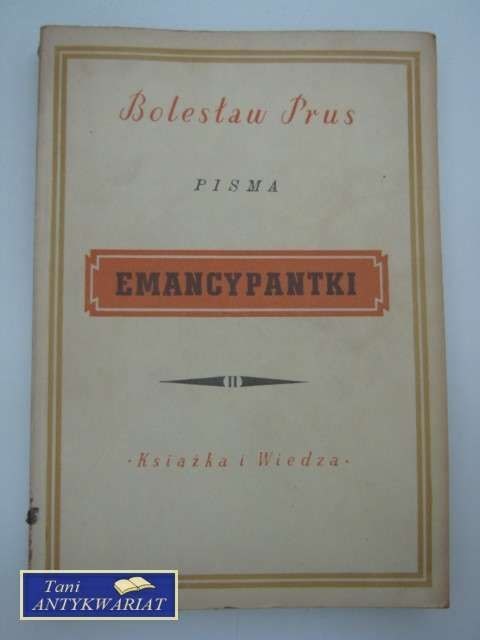 Bolesław Prus
PISMA
EMANCYPANTKI
II
·Książka i Wiedza·
Tani
ANTYKWARIAT